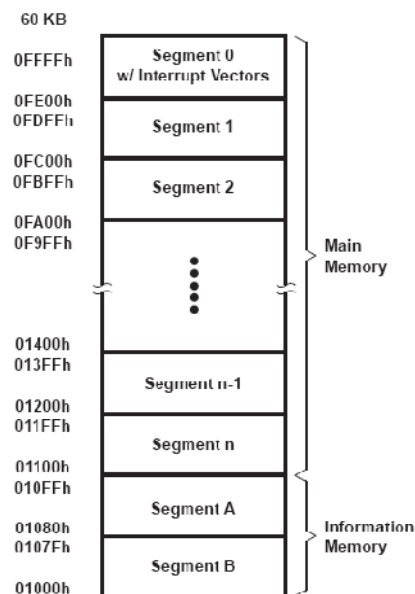 60 KB
0FFFFh
Segment 0
w/ Interrupt Vectors
0FE00h
0FDFFh
Segment 1
0FC00h
0FBFFh
Segment 2
0FA00h
0F9FFh
Main
Memory
01400h
013FFh
Segment n-1
01200h
011FFh
Segment n
01100h
010FFh
Segment A
01080h
0107Fh
Information
Memory
Segment B
01000h